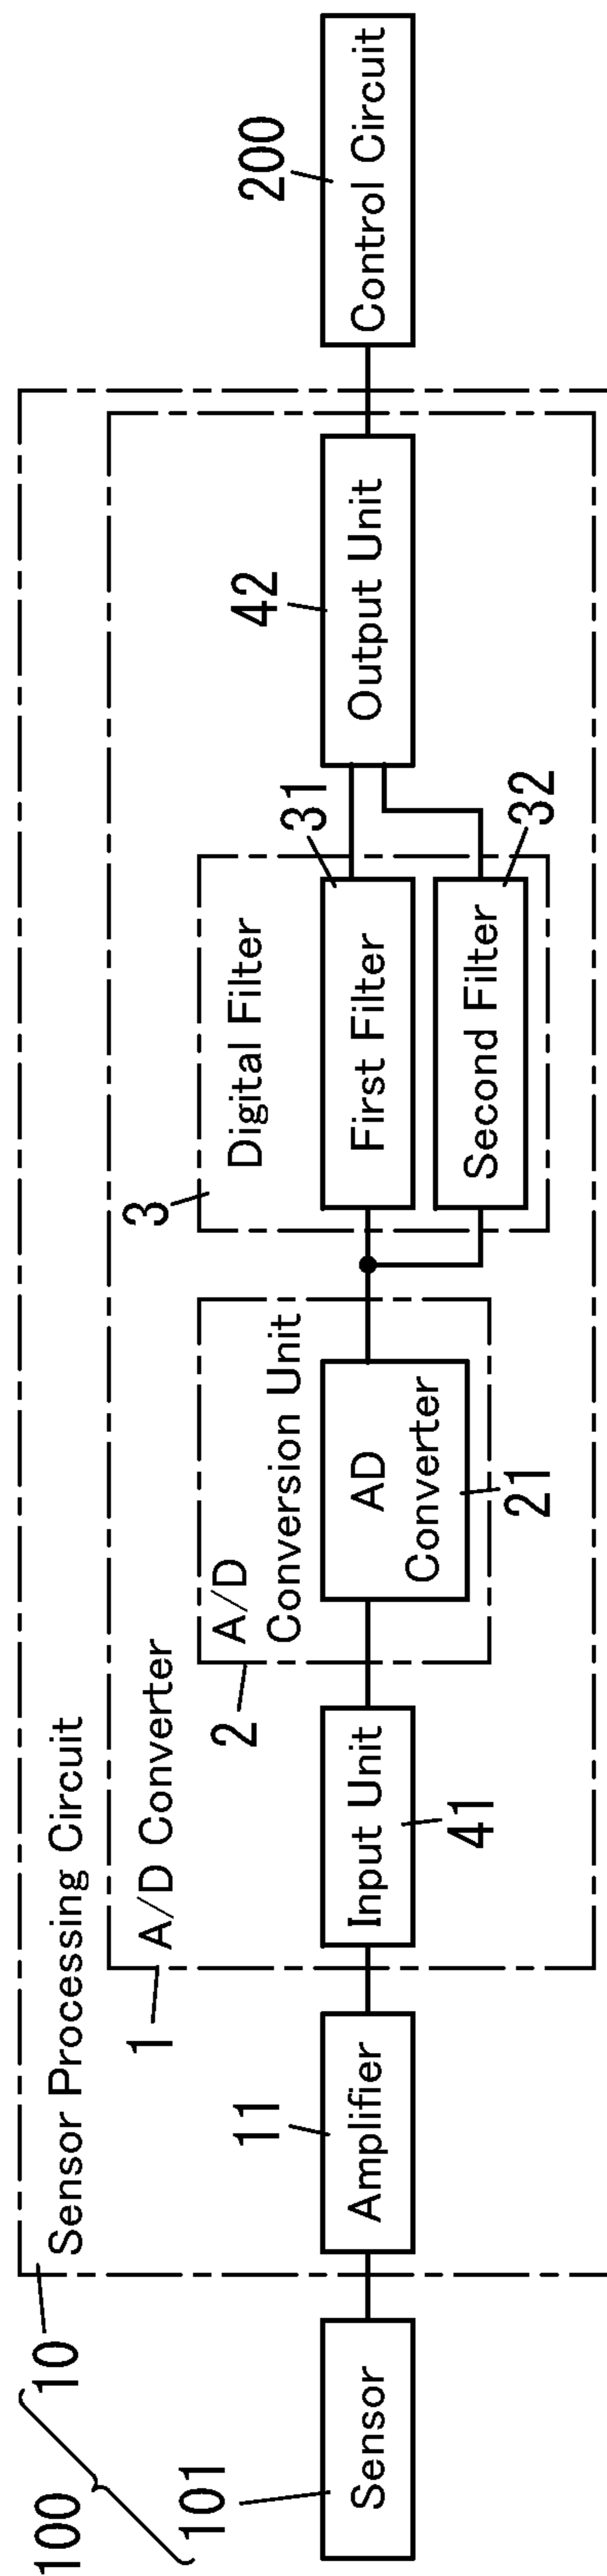 100
10
Sensor Processing Circuit
101
Sensor
11
Amplifier
1
A/D Converter
41
Input Unit
2
A/D
Conversion Unit
AD
Converter
21
3
Digital Filter
First Filter
31
Second Filter
32
42
Output Unit
200
Control Circuit